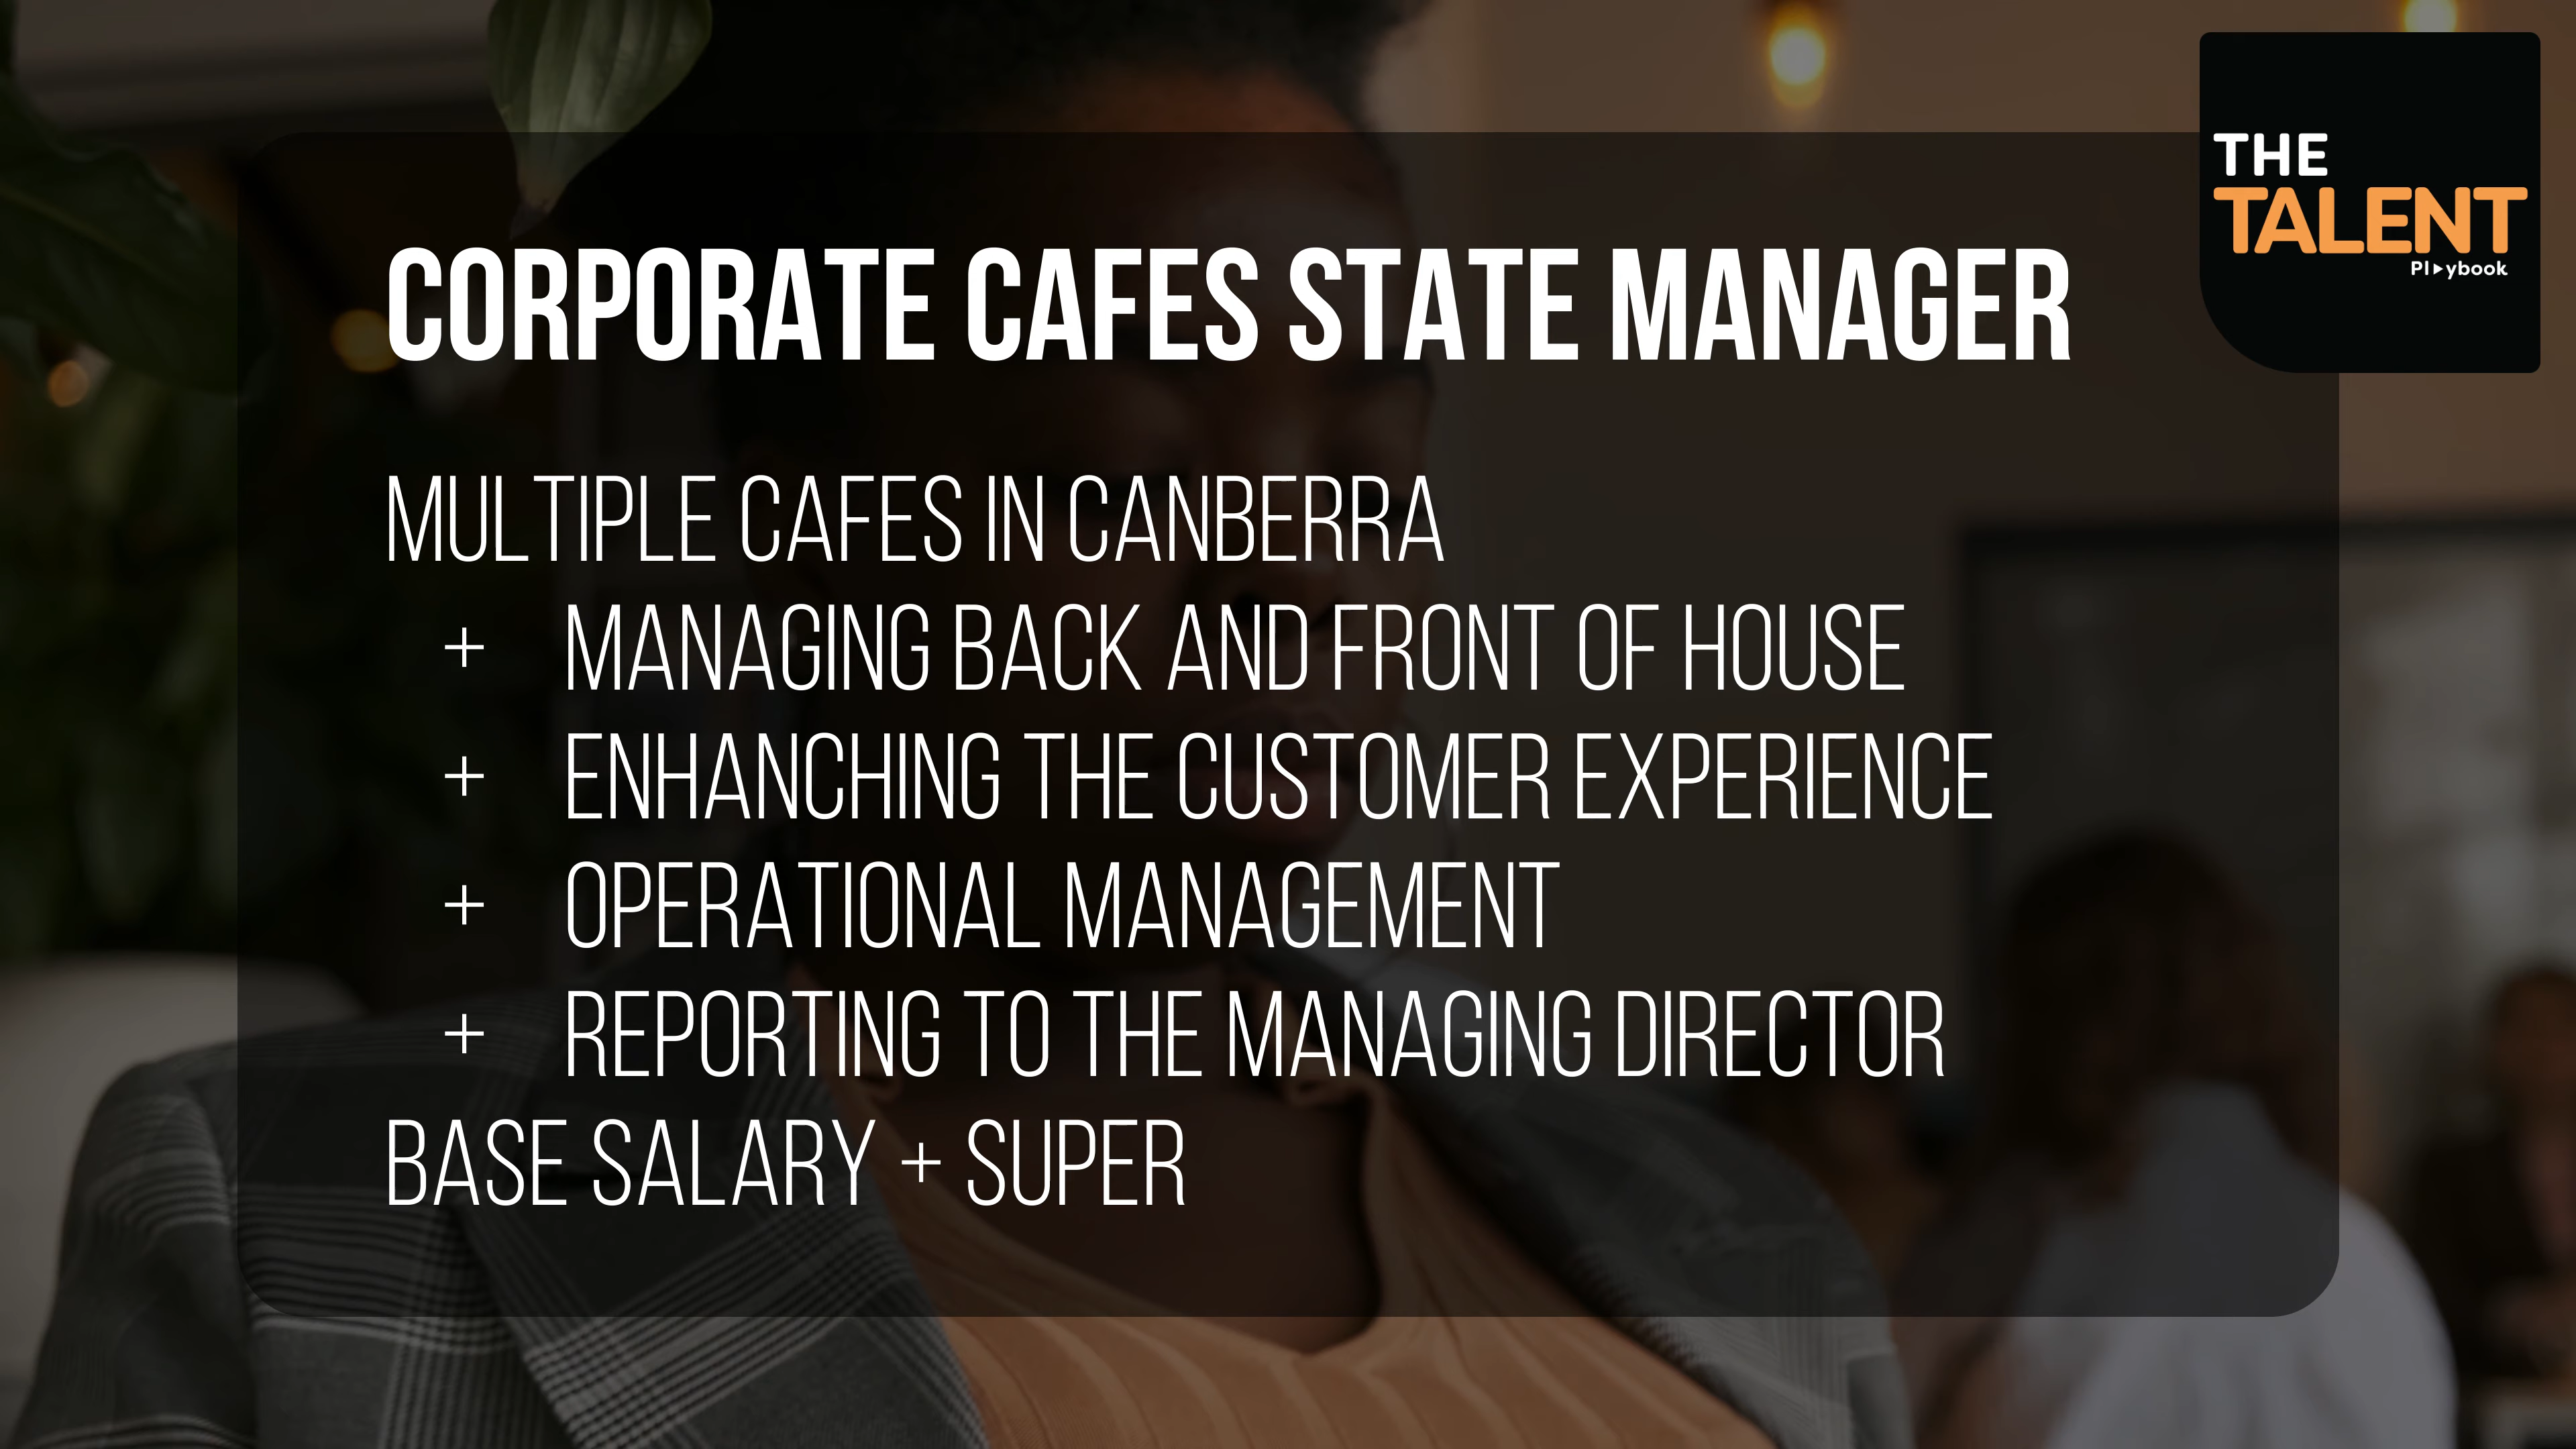 THE
TALENT
Pl▶ybook
CORPORATE CAFES STATE MANAGER
MULTIPLE CAFES IN CANBERRA
+ MANAGING BACK AND FRONT OF HOUSE
+ ENHANCHING THE CUSTOMER EXPERIENCE
+ OPERATIONAL MANAGEMENT
+ REPORTING TO THE MANAGING DIRECTOR
BASE SALARY + SUPER